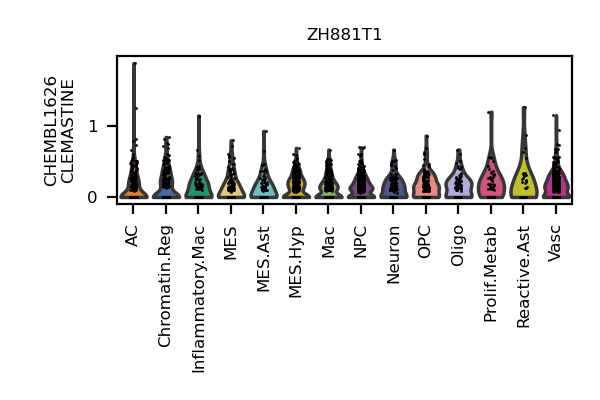 ZH881T1
CHEMBL1626
CLEMASTINE
1
0
AC
Chromatin.Reg
Inflammatory.Mac
MES
MES.Ast
MES.Hyp
Mac
NPC
Neuron
OPC
Oligo
Prolif.Metab
Reactive.Ast
Vasc